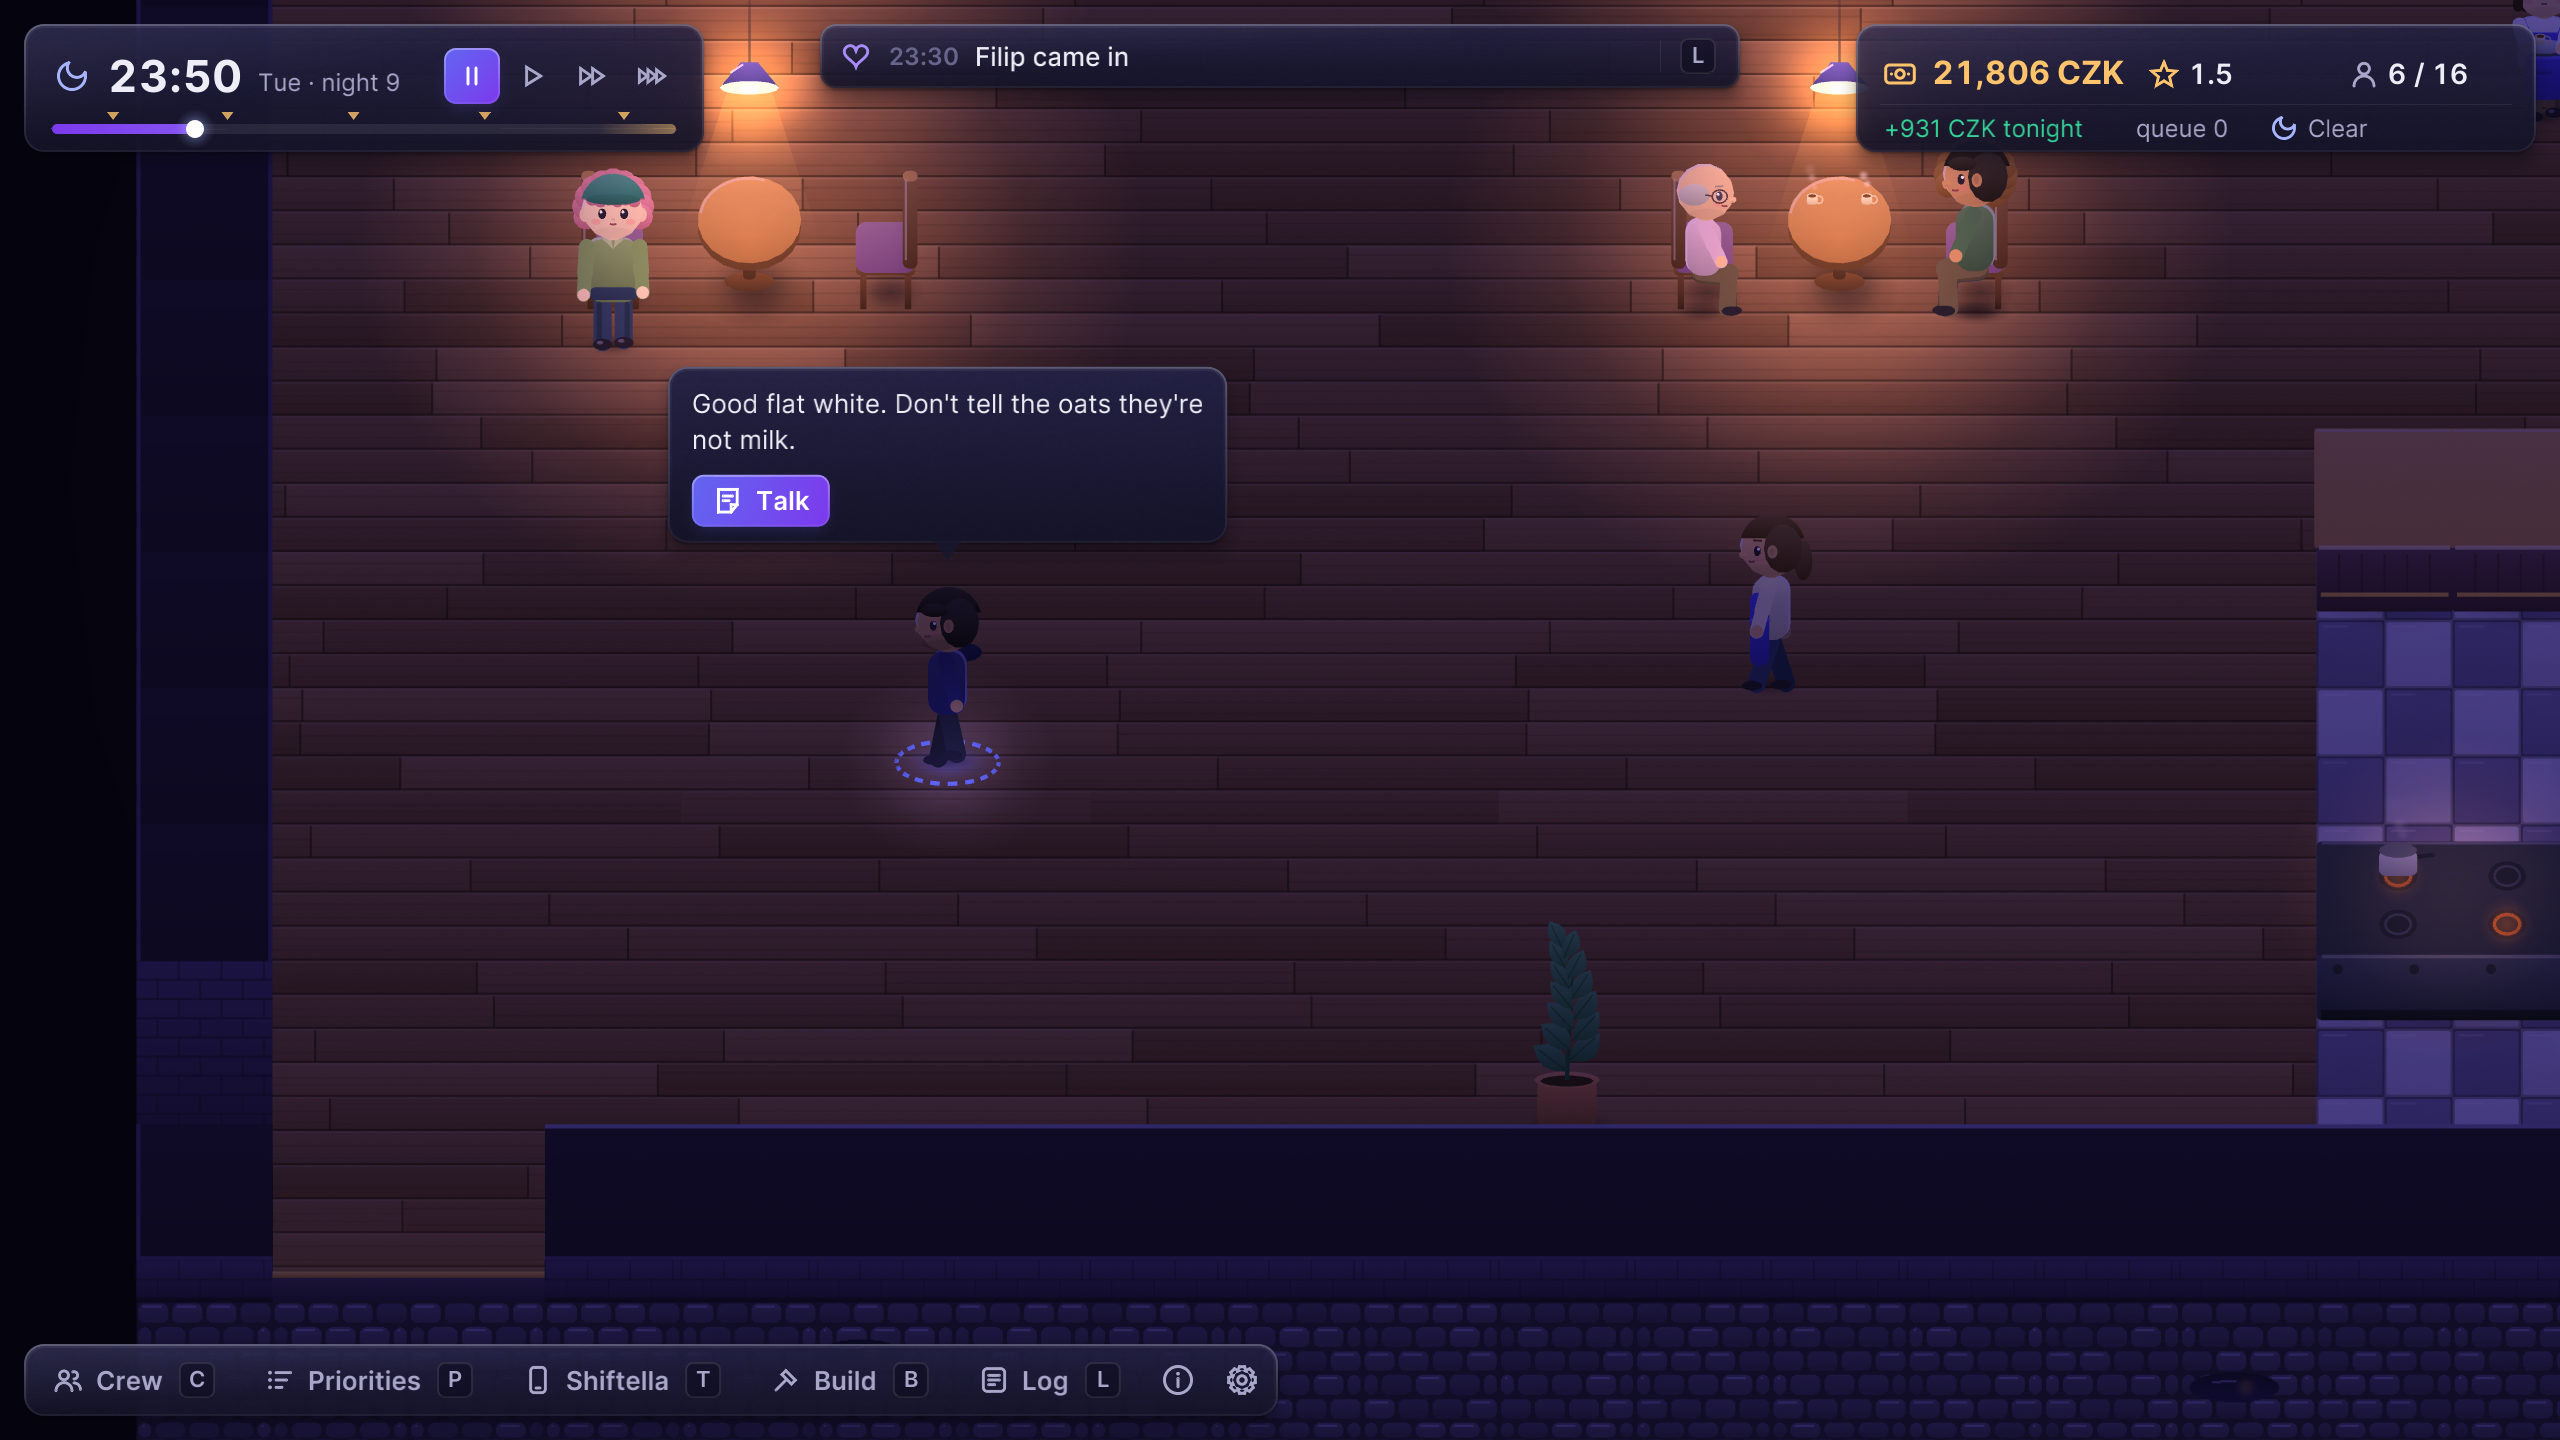 23:50 Tue · night 9
23:30 Filip came in L
21,806 CZK 1.5 6 / 16
+931 CZK tonight queue 0 Clear
Good flat white. Don't tell the oats they're
not milk.
Talk
Crew C Priorities P Shiftella T Build B Log L